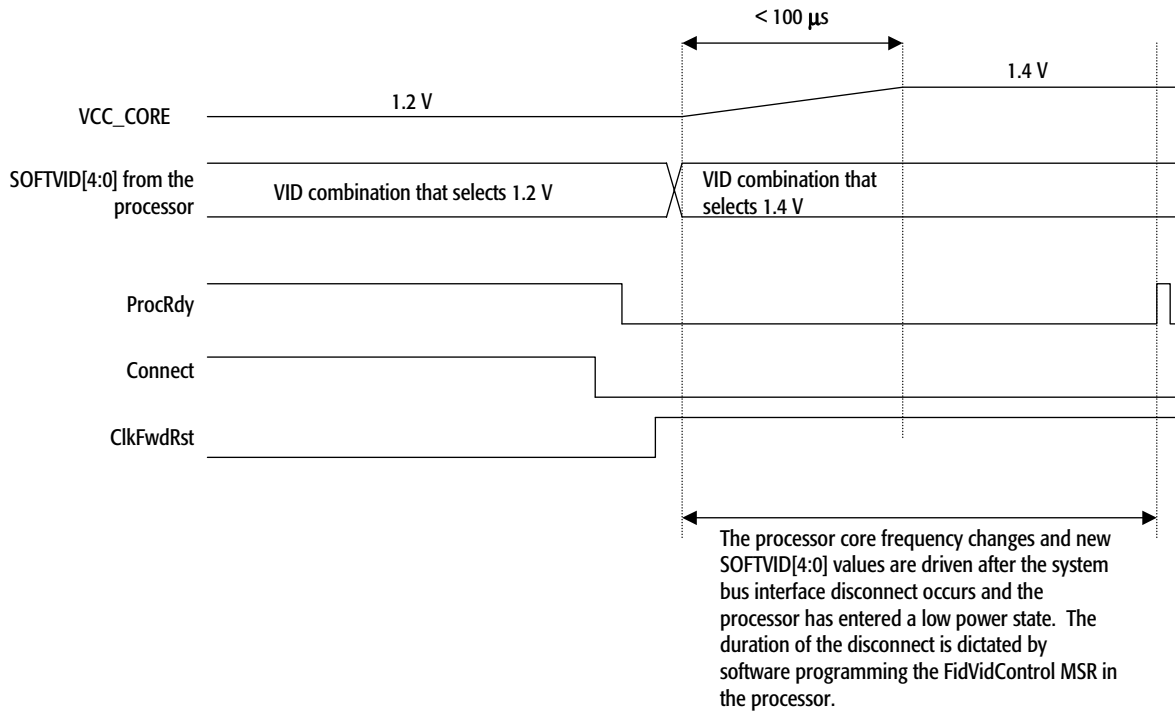 < 100 μs
1.4 V
1.2 V
VCC_CORE
SOFTVID[4:0] from the
processor
VID combination that selects 1.2 V
VID combination that
selects 1.4 V
ProcRdy
Connect
ClkFwdRst
The processor core frequency changes and new
SOFTVID[4:0] values are driven after the system
bus interface disconnect occurs and the
processor has entered a low power state. The
duration of the disconnect is dictated by
software programming the FidVidControl MSR in
the processor.